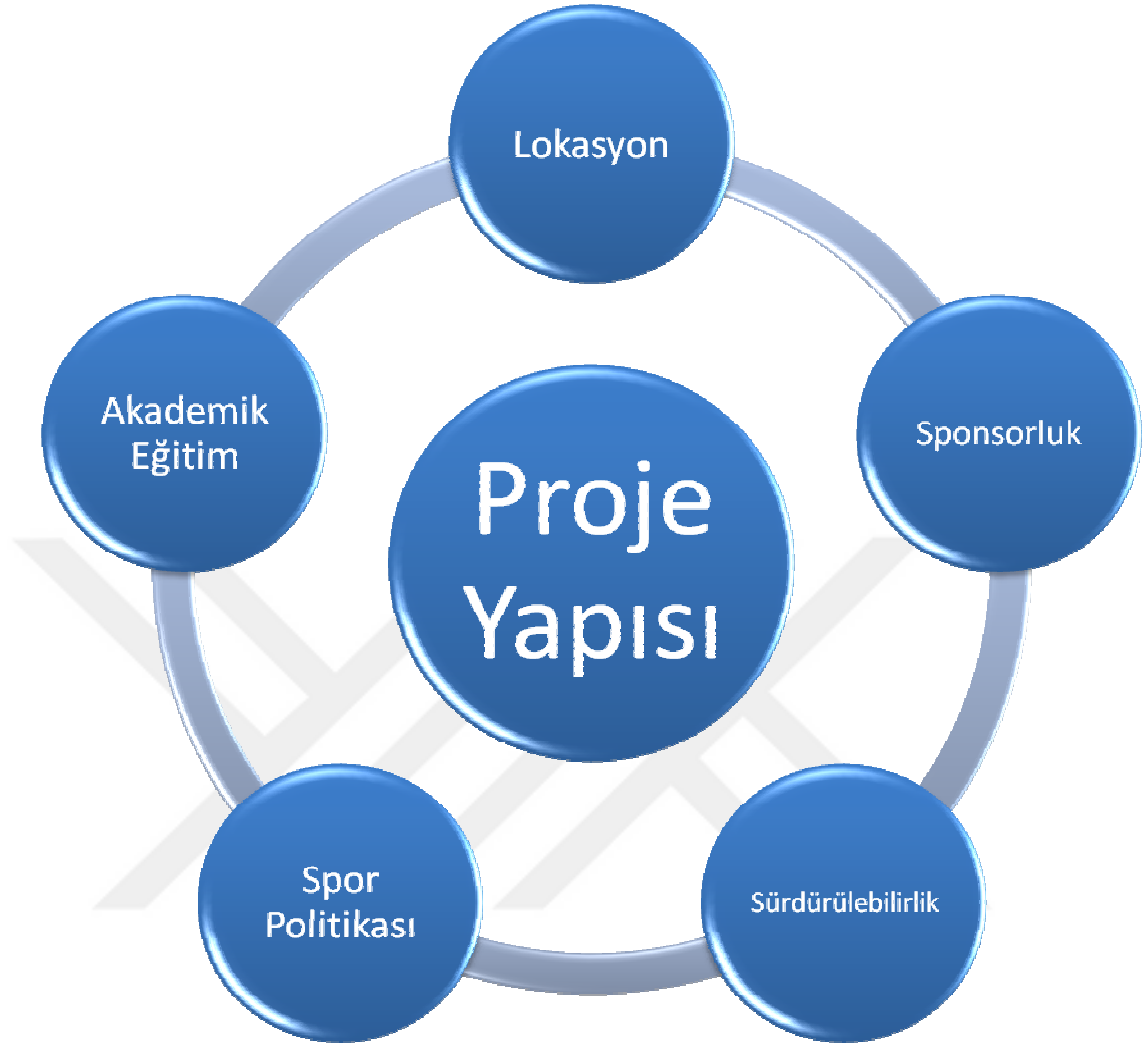 Lokasyon
Sponsorluk
Sürdürülebilirlik
Spor
Politikası
Akademik
Eğitim
Proje
Yapısı